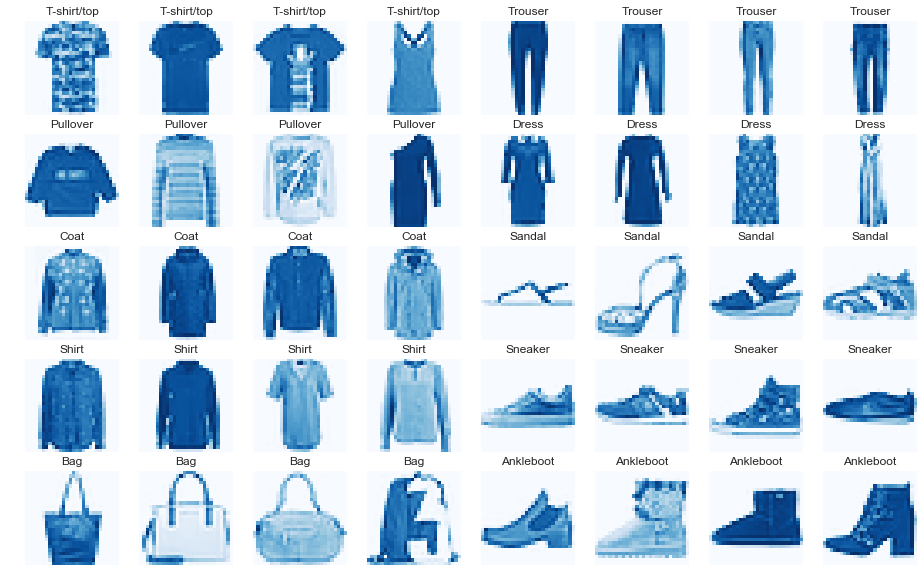 T-shirt/top T-shirt/top T-shirt/top T-shirt/top Trouser Trouser Trouser Trouser
Pullover Pullover Pullover Pullover Dress Dress Dress Dress
Coat Coat Coat Coat Sandal Sandal Sandal Sandal
Shirt Shirt Shirt Shirt Sneaker Sneaker Sneaker Sneaker
Bag Bag Bag Bag Ankleboot Ankleboot Ankleboot Ankleboot